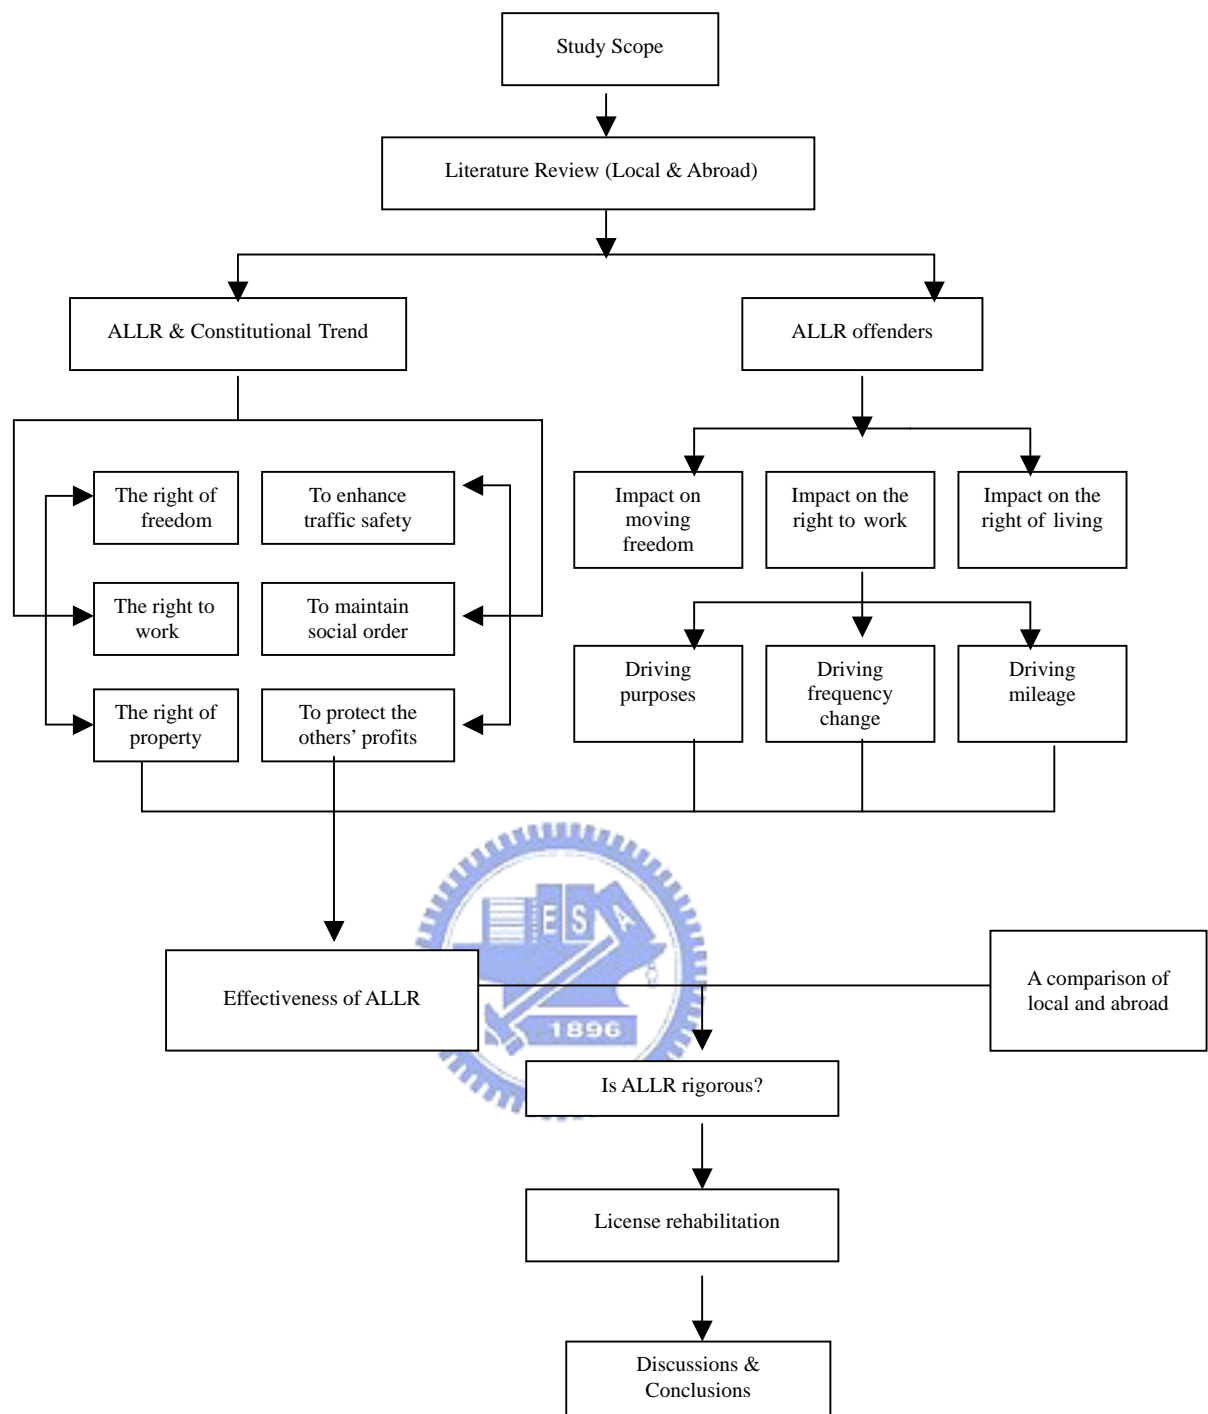 Study Scope
Literature Review (Local & Abroad)
ALLR & Constitutional Trend
ALLR offenders
The right of
freedom
To enhance
traffic safety
Impact on
moving
freedom
Impact on the
right to work
Impact on the
right of living
The right to
work
To maintain
social order
Driving
purposes
Driving
frequency
change
Driving
mileage
The right of
property
To protect the
others’ profits
E S A
1896
Effectiveness of ALLR
A comparison of
local and abroad
Is ALLR rigorous?
License rehabilitation
Discussions &
Conclusions